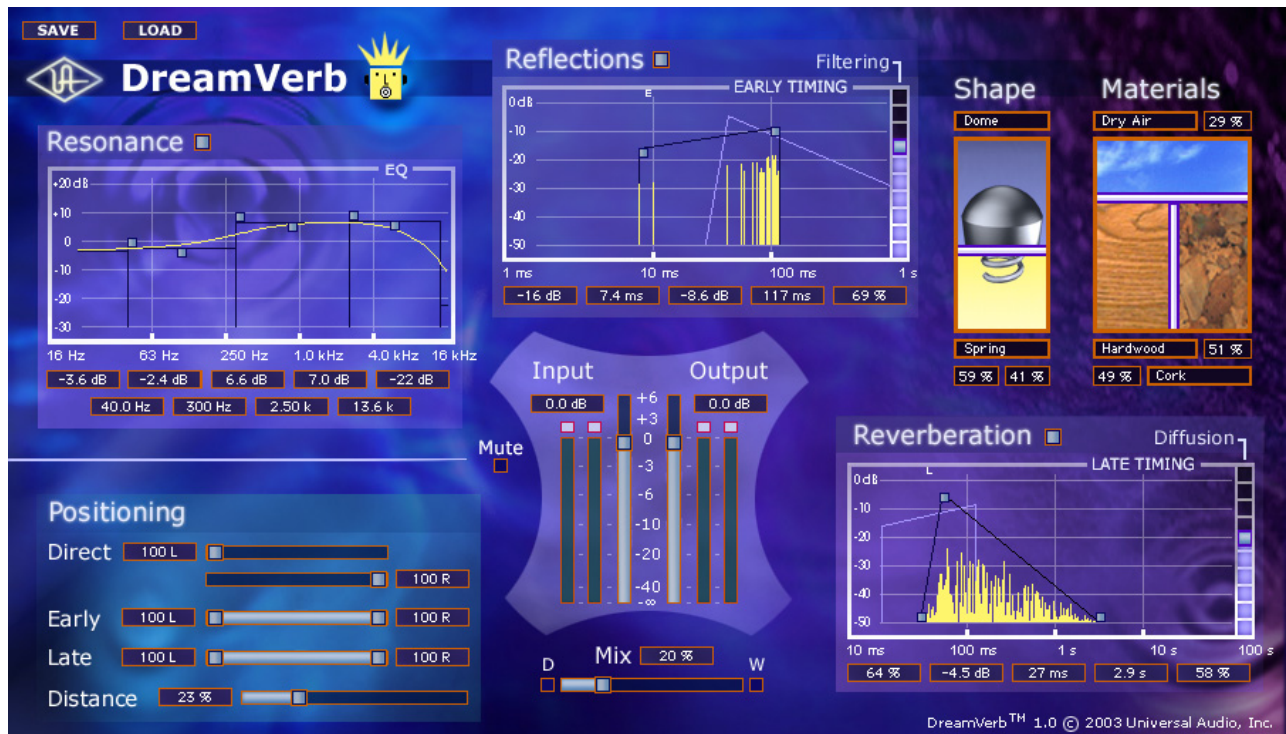 SAVE LOAD
UA DreamVerb
Resonance
EQ
+20 dB
+10
0
-10
-20
-30
16 Hz 63 Hz 250 Hz 1.0 kHz 4.0 kHz 16 kHz
-3.6 dB -2.4 dB 6.6 dB 7.0 dB -22 dB
40.0 Hz 300 Hz 2.50 k 13.6 k
Reflections Filtering
EARLY TIMING
E
0 dB
-10
-20
-30
-40
-50
1 ms 10 ms 100 ms 1 s
-16 dB 7.4 ms -8.6 dB 117 ms 69 %
Shape
Dome
Spring
59 % 41 %
Materials
Dry Air 29 %
Hardwood 51 %
49 % Cork
Input Output
0.0 dB 0.0 dB
+6
+3
0
-3
-6
-10
-20
-40
-∞
Mute
Mix 20 %
D W
Positioning
Direct 100 L
100 R
Early 100 L 100 R
Late 100 L 100 R
Distance 23 %
Reverberation Diffusion
LATE TIMING
L
0 dB
-10
-20
-30
-40
-50
10 ms 100 ms 1 s 10 s 100 s
64 % -4.5 dB 27 ms 2.9 s 58 %
DreamVerb™ 1.0 © 2003 Universal Audio, Inc.